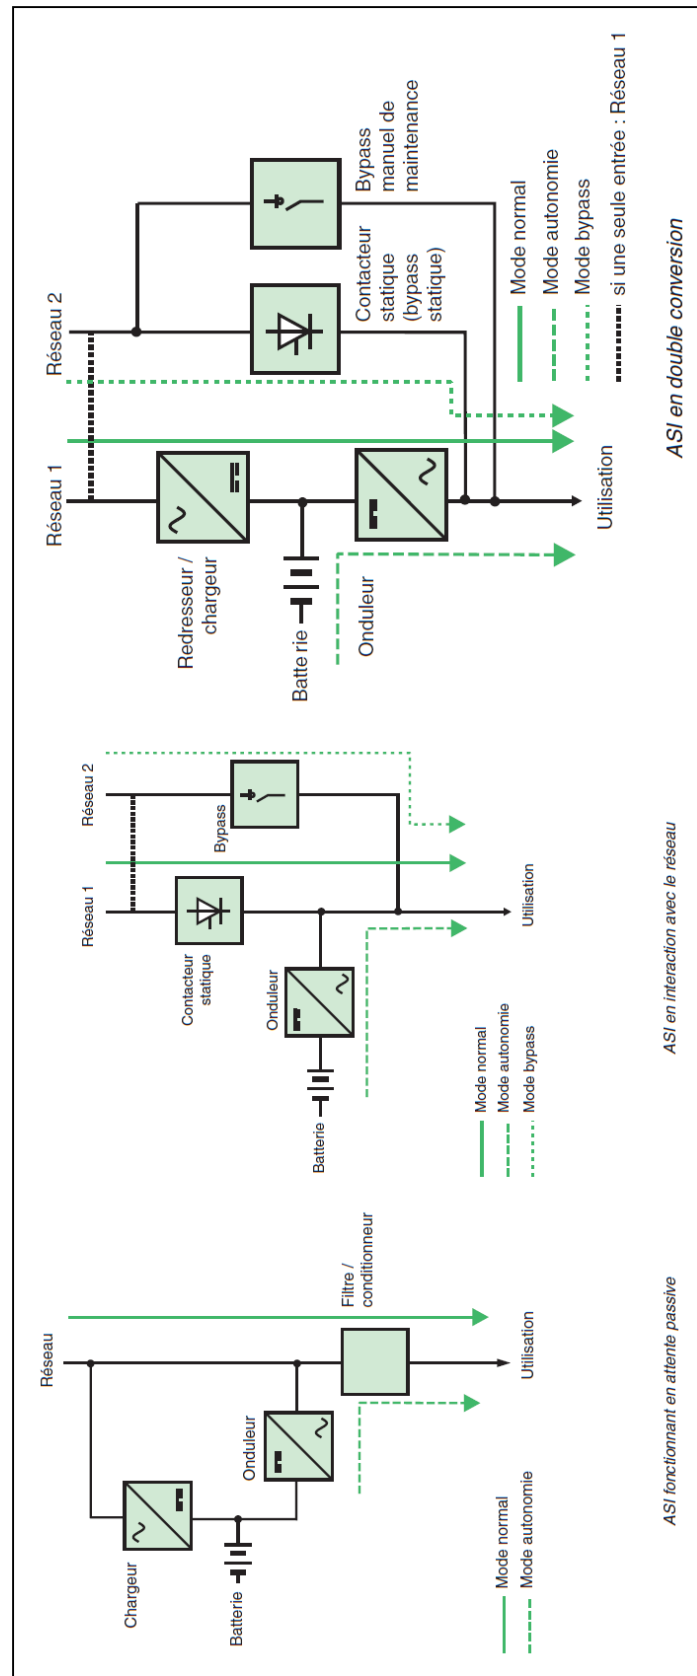 Réseau
Chargeur
Onduleur
Batterie
Filtre /
conditionneur
Utilisation
Mode normal
Mode autonomie
ASI fonctionnant en attente passive
Réseau 1
Réseau 2
Contacteur
statique
Bypass
Onduleur
Batterie
Utilisation
Mode normal
Mode autonomie
Mode bypass
ASI en interaction avec le réseau
Réseau 1
Réseau 2
Redresseur /
chargeur
Contacteur
statique
(bypass
statique)
Bypass
manuel de
maintenance
Batte rie
Onduleur
Utilisation
Mode normal
Mode autonomie
Mode bypass
si une seule entrée : Réseau 1
ASI en double conversion